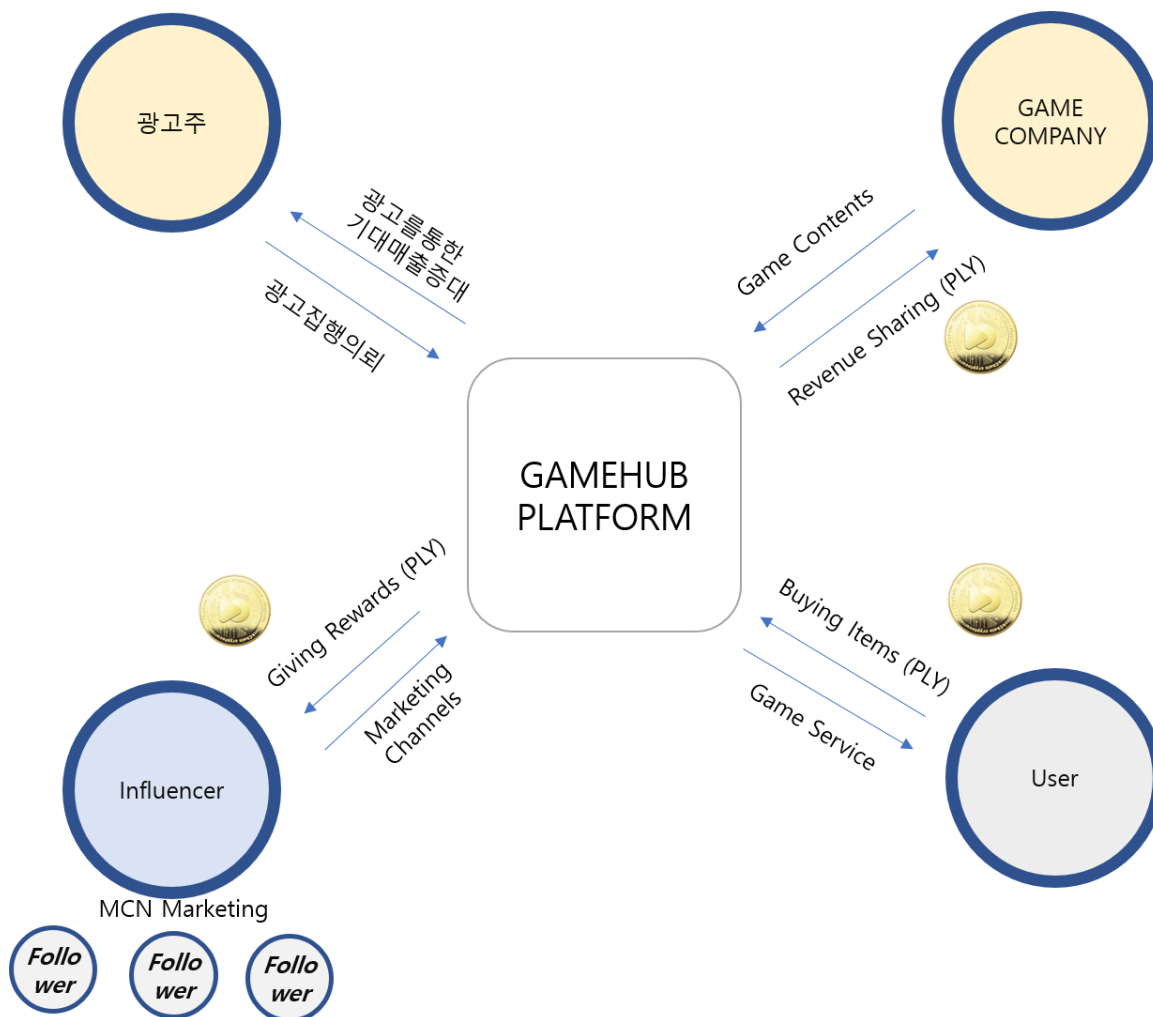 광고주
GAME
COMPANY
광고를통한
기대매출증대
광고집행의뢰
Game Contents
Revenue Sharing (PLY)
GAMEHUB
PLATFORM
Giving Rewards (PLY)
Marketing
Channels
Buying Items (PLY)
Game Service
Influencer
User
MCN Marketing
Follo
wer
Follo
wer
Follo
wer